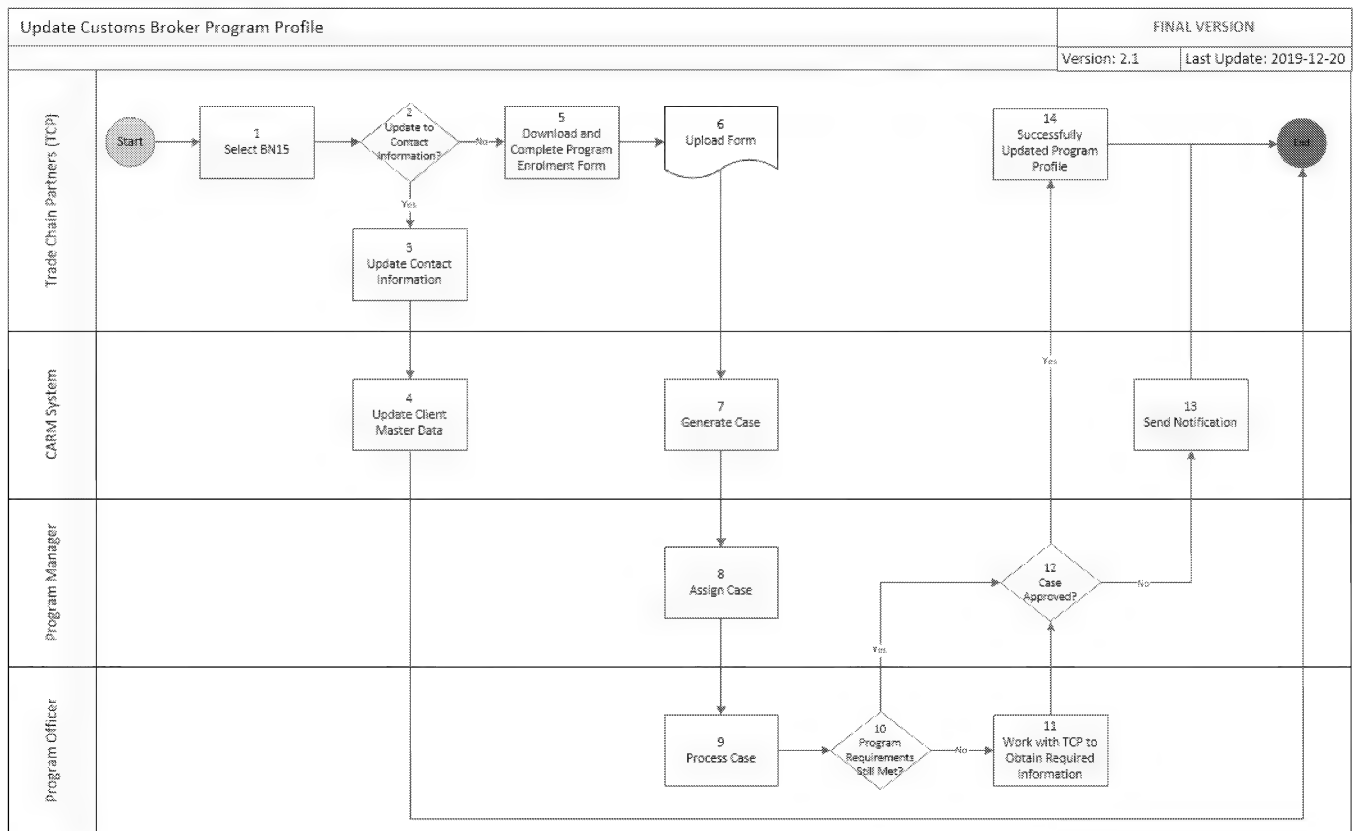 Update Customs Broker Program Profile
FINAL VERSION
Version: 2.1
Last Update: 2019-12-20
Trade Chain Partners (TCP)
Start
1
Select BN15
2
Update to
Contact
Information?
No
Yes
3
Update Contact
Information
5
Download and
Complete Program
Enrolment Form
6
Upload Form
14
Successfully
Updated Program
Profile
End
CARM System
4
Update Client
Master Data
7
Generate Case
Yes
13
Send Notification
Program Manager
8
Assign Case
12
Case
Approved?
No
Yes
Program Officer
9
Process Case
10
Program
Requirements
Still Met?
No
11
Work with TCP to
Obtain Required
Information